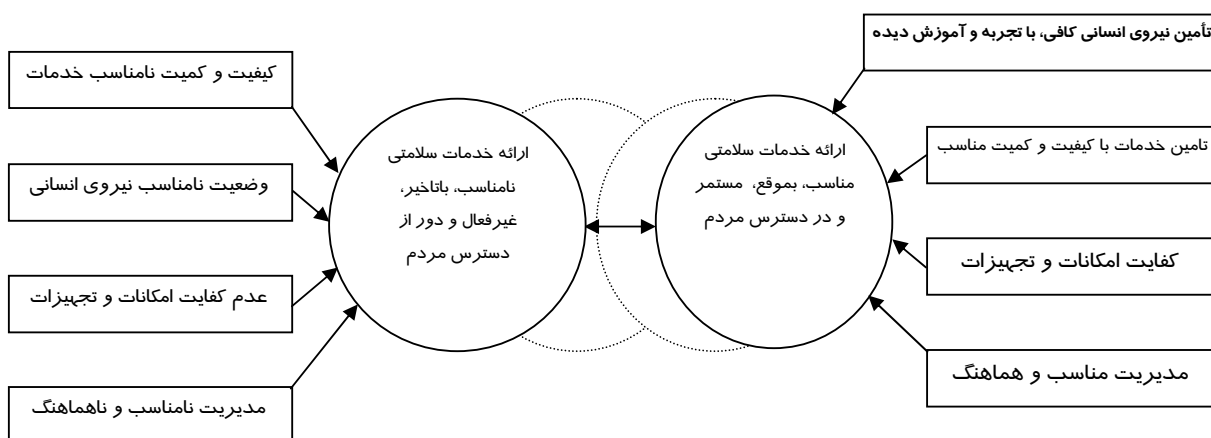 تأمین نیروی انسانی کافی، با تجربه و آموزش دیده
تامین خدمات با کیفیت و کمیت مناسب
کفایت امکانات و تجهیزات
مدیریت مناسب و هماهنگ
ارائه خدمات سلامتی
مناسب، بموقع، مستمر
و در دسترس مردم
ارائه خدمات سلامتی
نامناسب، باتاخیر،
غیرفعال و دور از
دسترس مردم
کیفیت و کمیت نامناسب خدمات
وضعیت نامناسب نیروی انسانی
عدم کفایت امکانات و تجهیزات
مدیریت نامناسب و ناهماهنگ